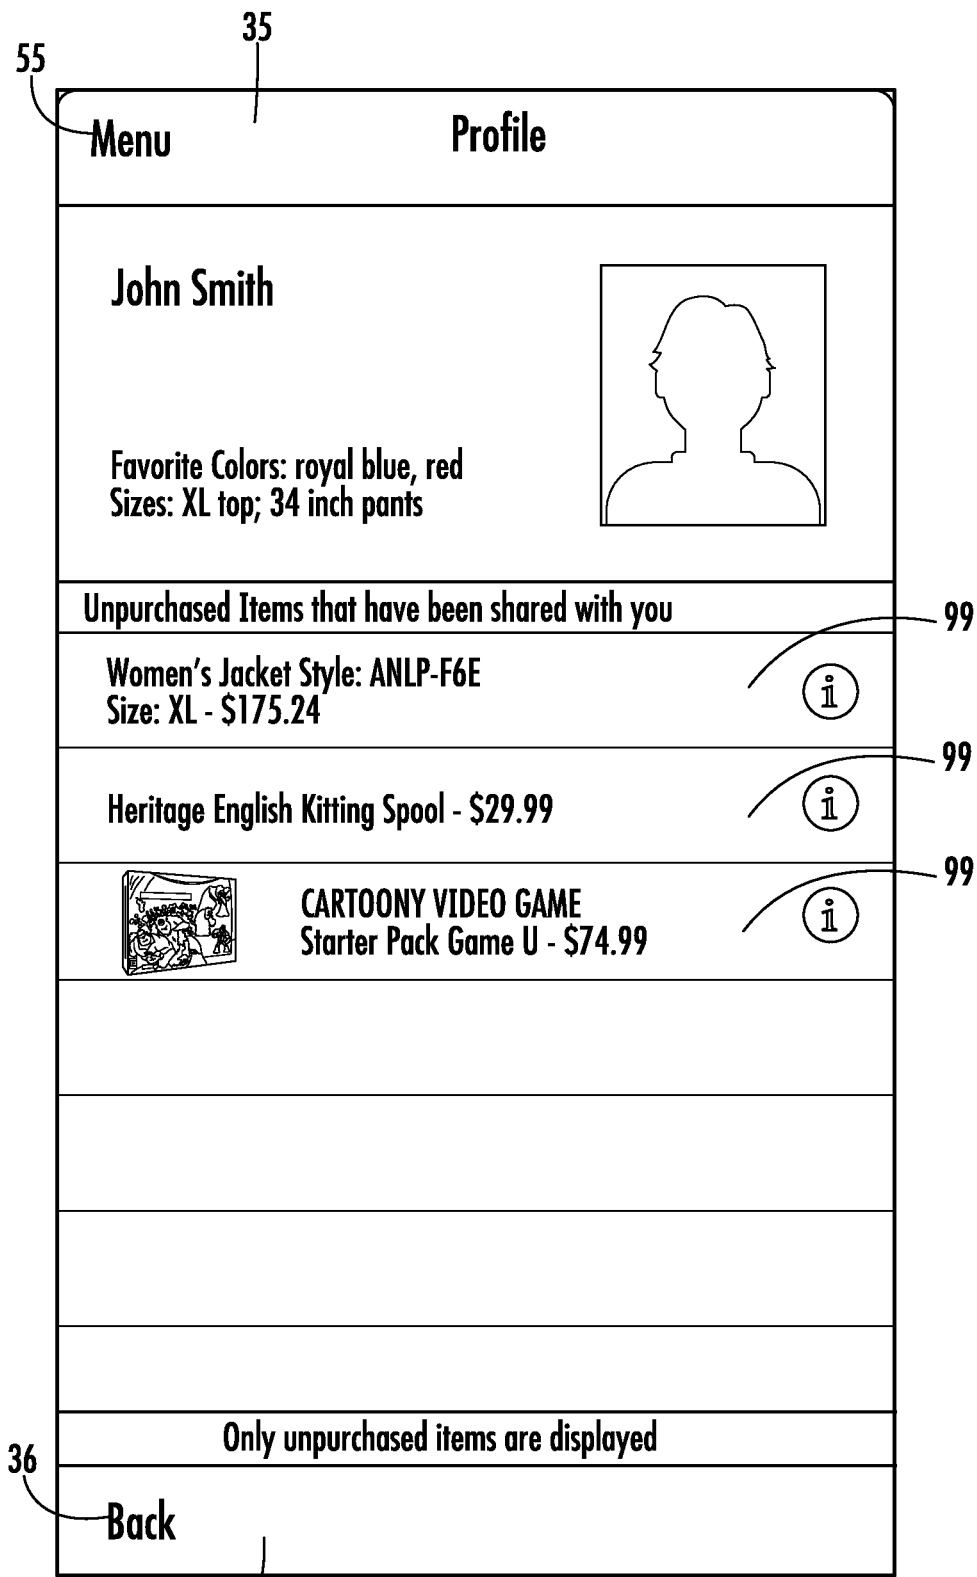 35
55
Menu
Profile
John Smith
Favorite Colors: royal blue, red
Sizes: XL top; 34 inch pants
Unpurchased Items that have been shared with you
99
Women's Jacket Style: ANLP-F6E
Size: XL - $175.24
i
99
Heritage English Kitting Spool - $29.99
i
99
CARTOONY VIDEO GAME
Starter Pack Game U - $74.99
i
Only unpurchased items are displayed
36
Back